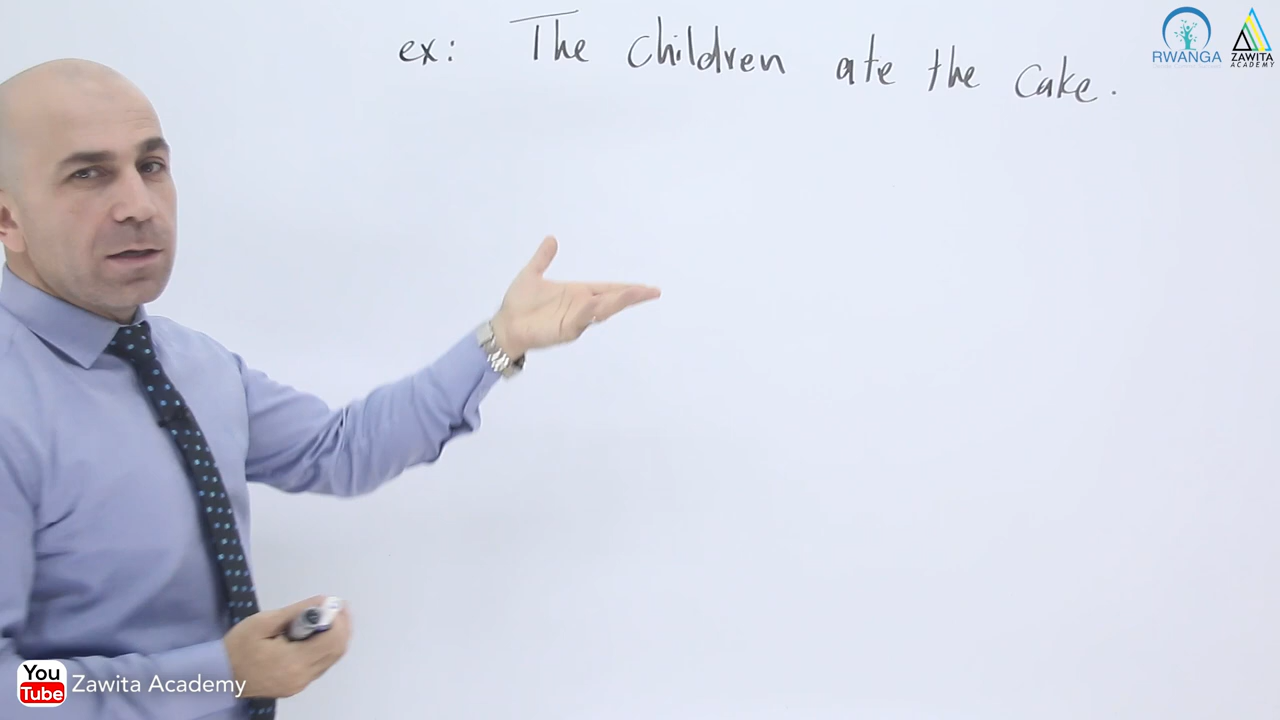 ex: The children ate the cake.
RWANGA
ZAWITA
ACADEMY
You
Tube
Zawita Academy